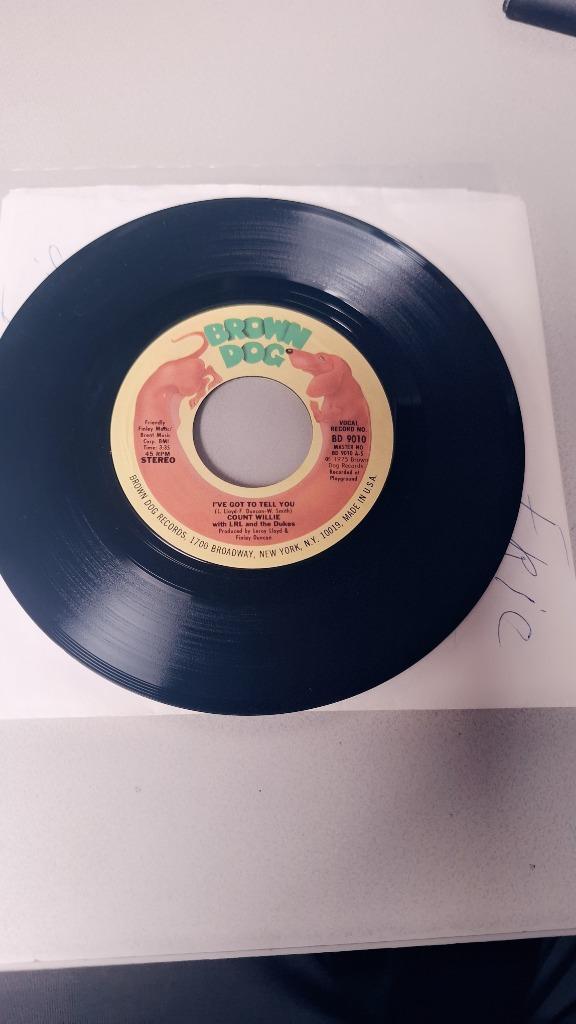 BROWN
DOG
Friendly
Finley Music/
Brent Music
Corp. BMI
Time: 3:35
45 RPM
STEREO
VOCAL
RECORD NO.
BD 9010
MASTER NO.
BD 9010 A-S
℗ 1975 Brown
Dog Records
Recorded at
Playground
I'VE GOT TO TELL YOU
(L. Lloyd-F. Duncan-W. Smith)
COUNT WILLIE
with LRL and the Dukes
Produced by Leroy Lloyd &
Finley Duncan
BROWN DOG RECORDS, 1700 BROADWAY, NEW YORK, N.Y. 10019, MADE IN U.S.A.